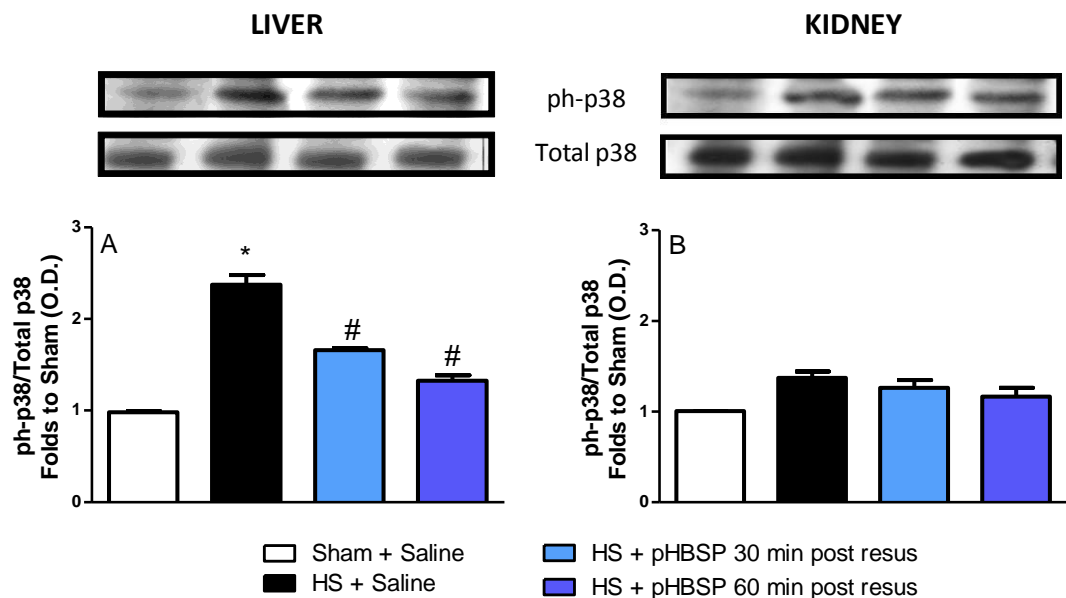 LIVER
KIDNEY
ph-p38
Total p38
A
*
#
#
3
2
1
0
ph-p38/Total p38
Folds to Sham (O.D.)
B
3
2
1
0
ph-p38/Total p38
Folds to Sham (O.D.)
Sham + Saline
HS + Saline
HS + pHBSP 30 min post resus
HS + pHBSP 60 min post resus